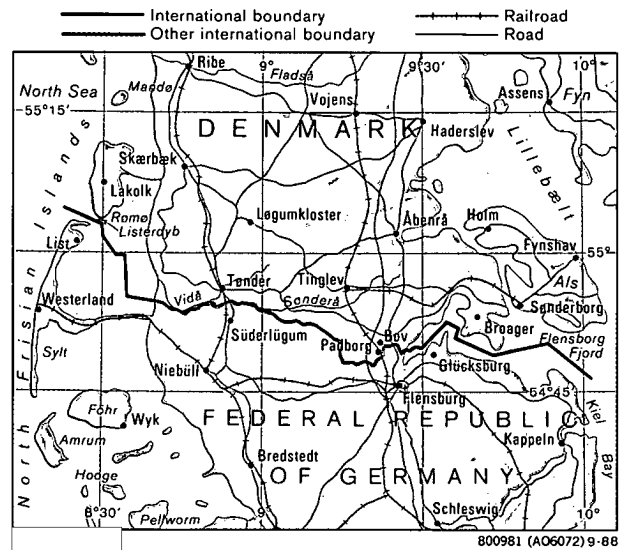 International boundary
Other international boundary
Railroad
Road
Ribe
9°
Fladså
9°30'
10°
North Sea
Mandø
Assens
Fyn
55°15'
Vojens
DENMARK
Haderslev
Lillebælt
Skærbæk
Lakolk
Rømø
Listerdyb
Løgumkloster
Åbenrå
Holm
List
Fynshav
55°
Als
Tønder
Tinglev
Vidå
Sønderå
Sønderborg
Westerland
Broager
Süderlügum
Bov
Padborg
Flensborg
Fjord
Sylt
Glücksburg
Niebüll
Flensburg
54°45'
Föhr
Wyk
FEDERAL REPUBLIC
Kiel
Bay
Amrum
Kappeln
Bredstedt
OF GERMANY
Hooge
North Frisian Islands
Schleswig
8°30'
Pellworm
9°
10°
800981 (A06072) 9-88